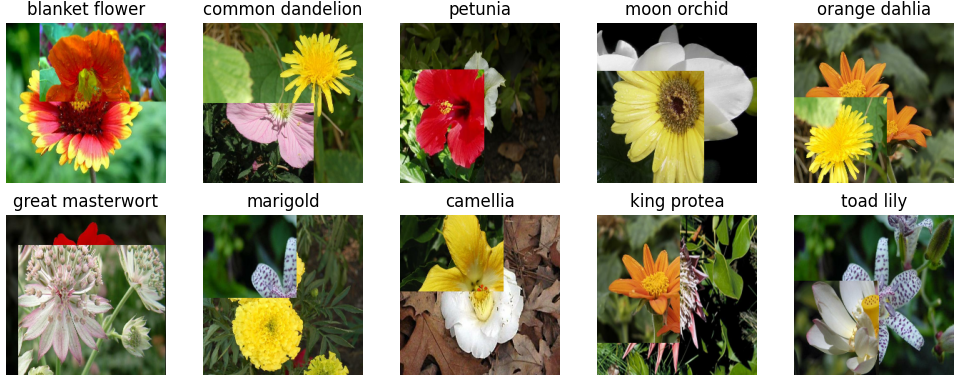 blanket flower
common dandelion
petunia
moon orchid
orange dahlia
great masterwort
marigold
camellia
king protea
toad lily